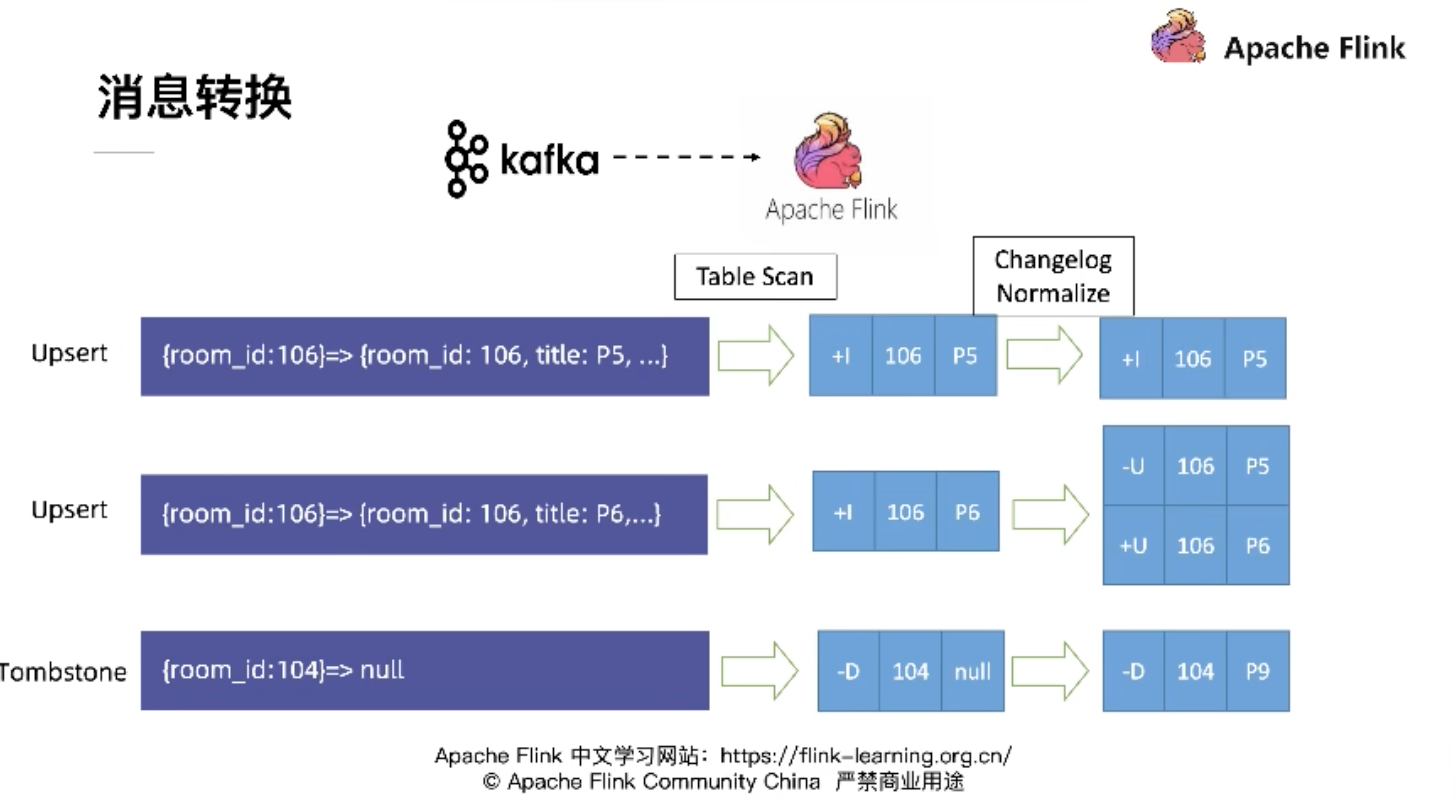 Apache Flink
消息转换
kafka
Apache Flink
Table Scan
Changelog
Normalize
Upsert
{room_id:106}=> {room_id: 106, title: P5, ...}
+I 106 P5
+I 106 P5
Upsert
{room_id:106}=> {room_id: 106, title: P6,...}
+I 106 P6
-U 106 P5
+U 106 P6
Tombstone
{room_id:104}=> null
-D 104 null
-D 104 P9
Apache Flink 中文学习网站：https://flink-learning.org.cn/
© Apache Flink Community China 严禁商业用途